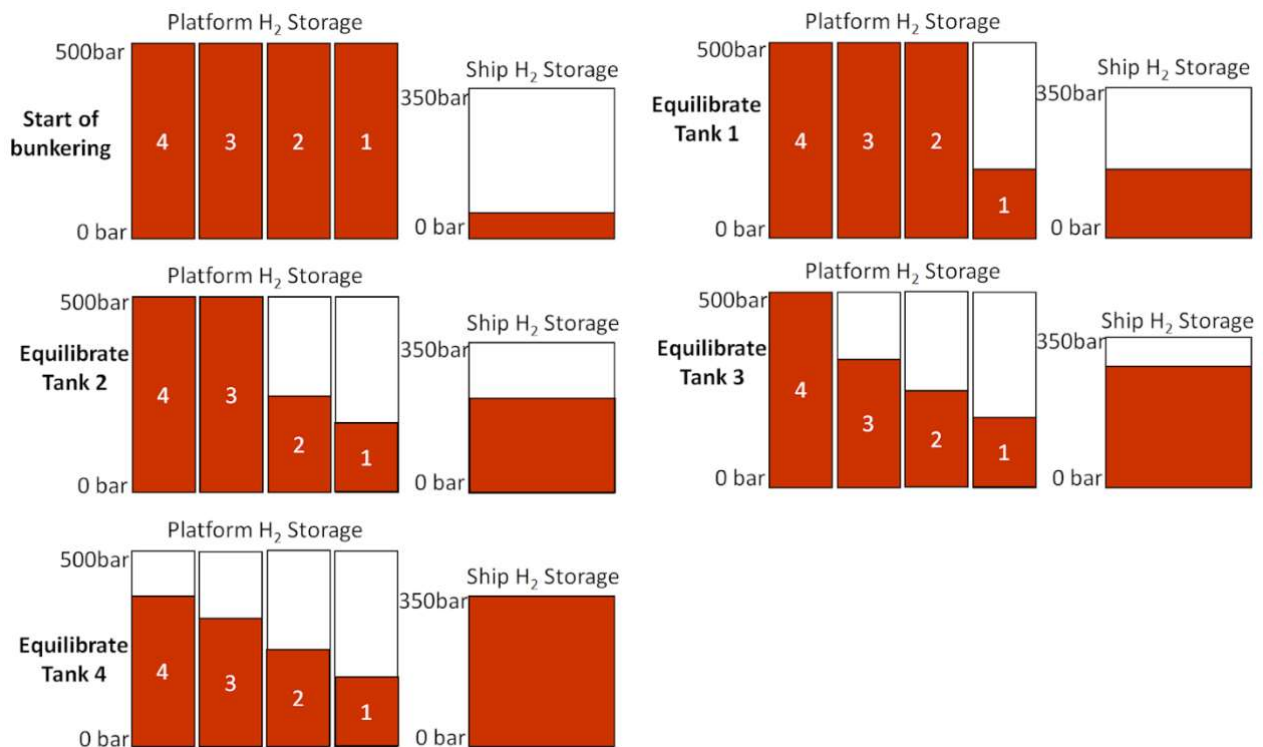 Platform H₂ Storage
500bar
Ship H₂ Storage
350bar
Start of
bunkering
4 3 2 1
0 bar
0 bar
Platform H₂ Storage
500bar
Ship H₂ Storage
350bar
Equilibrate
Tank 1
4 3 2
1
0 bar
0 bar
Platform H₂ Storage
500bar
Ship H₂ Storage
350bar
Equilibrate
Tank 2
4 3
2
1
0 bar
0 bar
Platform H₂ Storage
500bar
Ship H₂ Storage
350bar
Equilibrate
Tank 3
4
3
2
1
0 bar
0 bar
Platform H₂ Storage
500bar
Ship H₂ Storage
350bar
Equilibrate
Tank 4
4
3
2
1
0 bar
0 bar